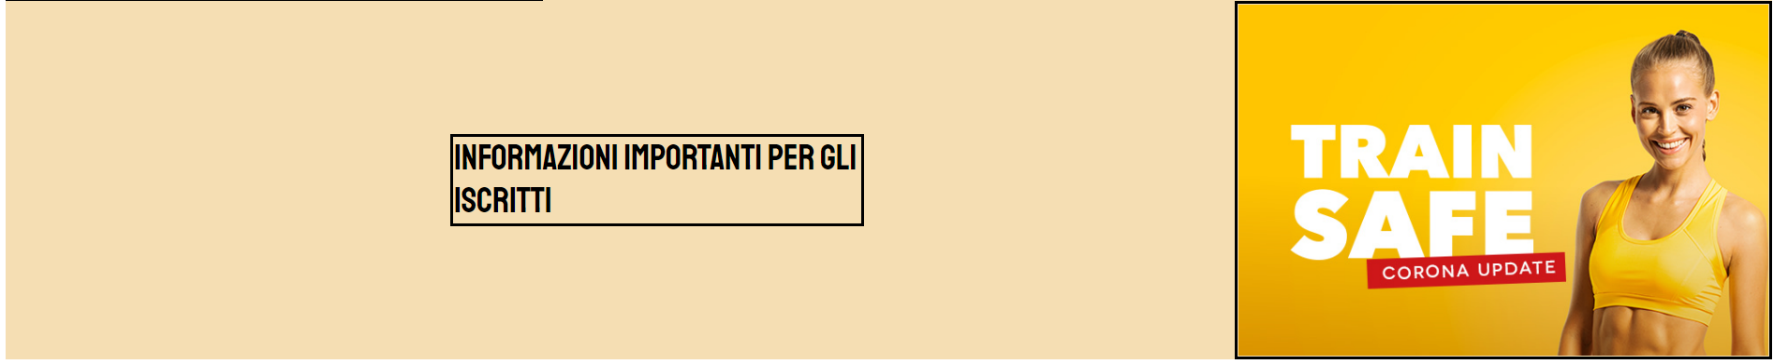 INFORMAZIONI IMPORTANTI PER GLI
ISCRITTI
TRAIN
SAFE
CORONA UPDATE